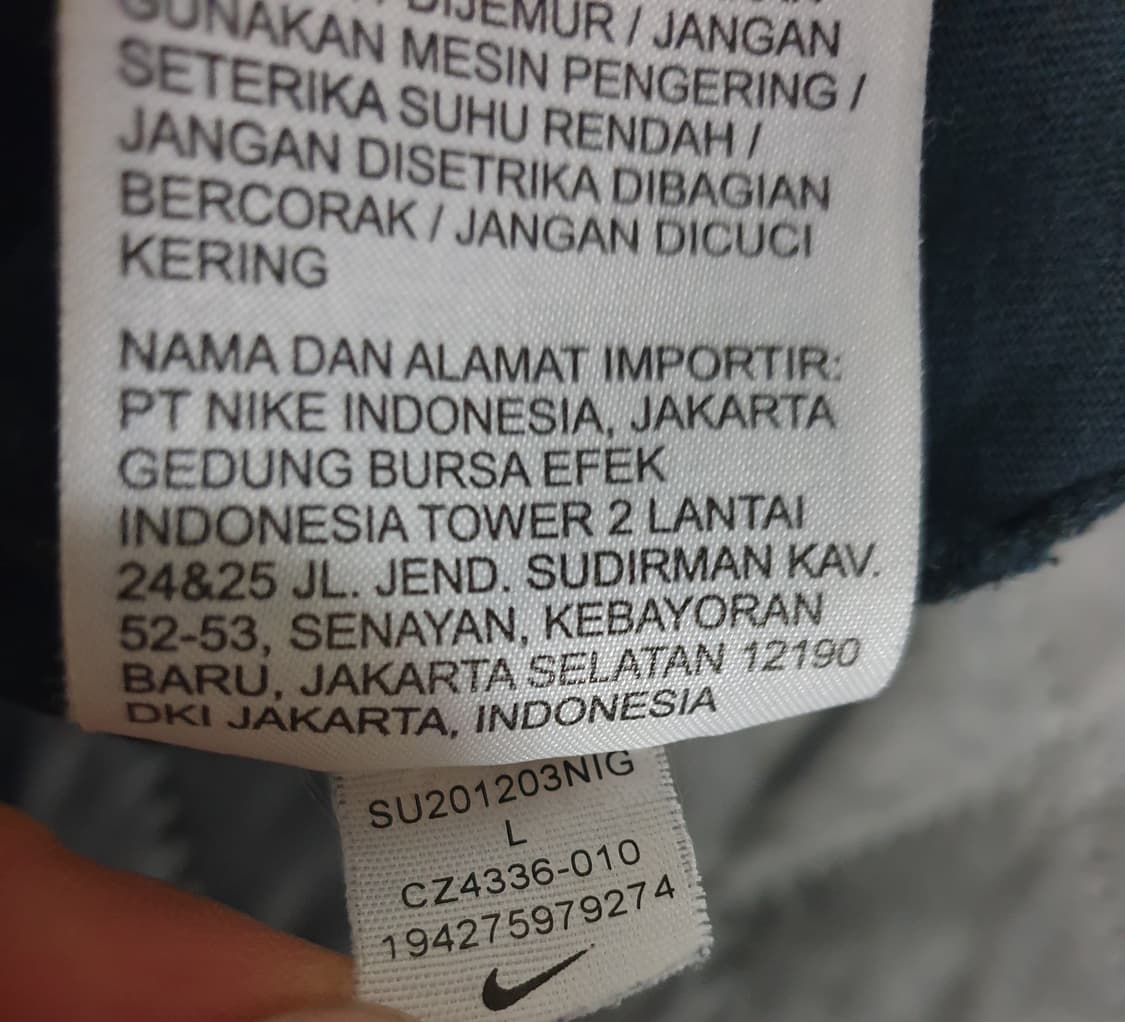 DIJEMUR / JANGAN
GUNAKAN MESIN PENGERING /
SETERIKA SUHU RENDAH /
JANGAN DISETRIKA DIBAGIAN
BERCORAK / JANGAN DICUCI
KERING
NAMA DAN ALAMAT IMPORTIR:
PT NIKE INDONESIA, JAKARTA
GEDUNG BURSA EFEK
INDONESIA TOWER 2 LANTAI
24&25 JL. JEND. SUDIRMAN KAV.
52-53, SENAYAN, KEBAYORAN
BARU, JAKARTA SELATAN 12190
DKI JAKARTA, INDONESIA
SU201203NIG
L
CZ4336-010
194275979274